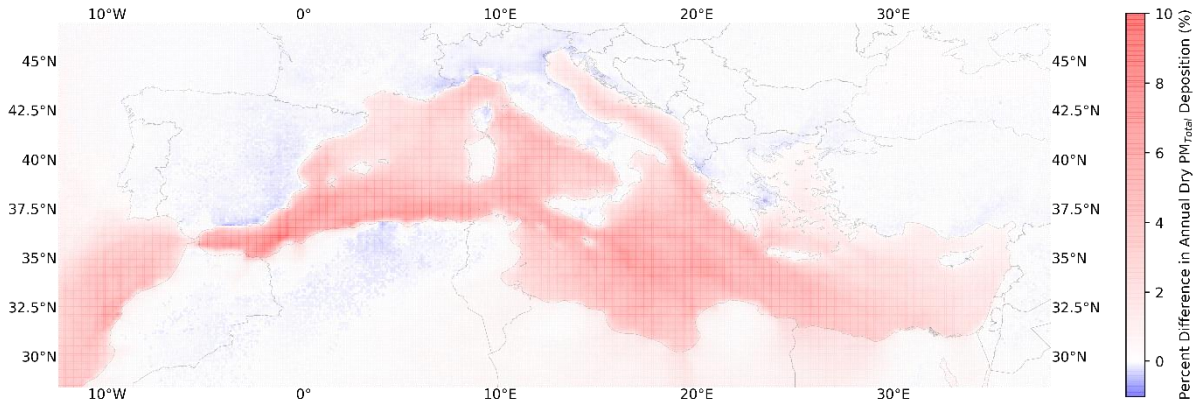 10°W 0° 10°E 20°E 30°E
45°N 45°N
42.5°N 42.5°N
40°N 40°N
37.5°N 37.5°N
35°N 35°N
32.5°N 32.5°N
30°N 30°N
10°W 0° 10°E 20°E 30°E
10
8
6
4
2
0
Percent Difference in Annual Dry PM_Total Deposition (%)